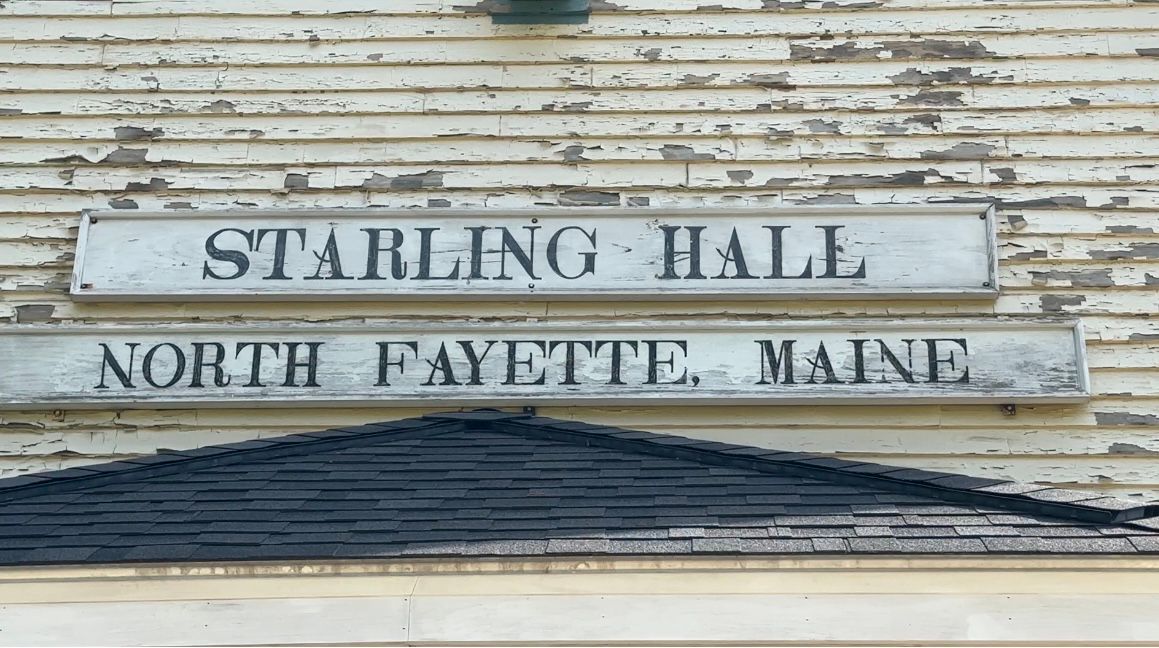 STARLING HALL
NORTH FAYETTE, MAINE